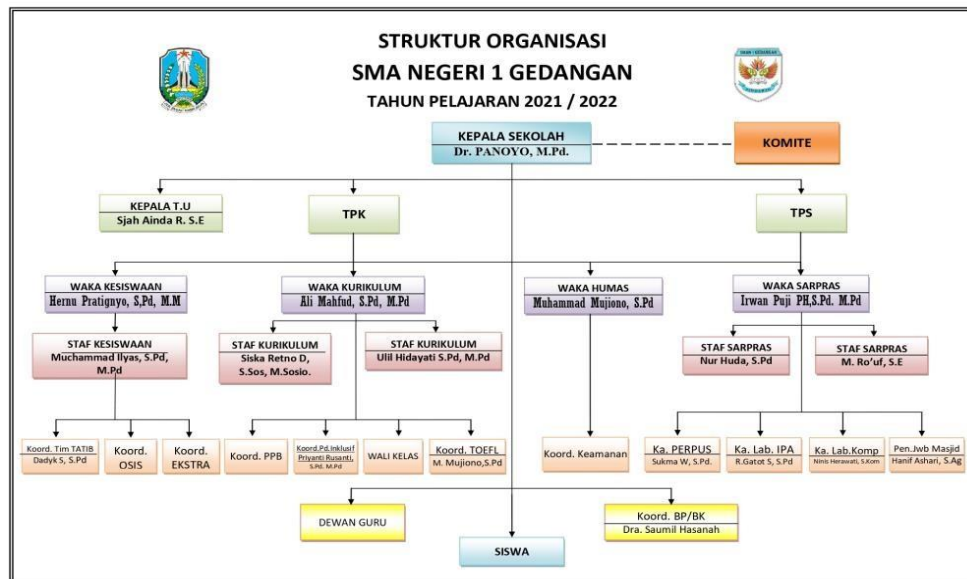 STRUKTUR ORGANISASI
SMA NEGERI 1 GEDANGAN
TAHUN PELAJARAN 2021 / 2022
KEPALA SEKOLAH
Dr. PANOYO, M.Pd.
KOMITE
KEPALA T.U
Sjah Ainda R. S.E
TPK
TPS
WAKA KESISWAAN
Hernu Pratignyo, S,Pd, M.M
WAKA KURIKULUM
Ali Mahfud, S.Pd, M.Pd
WAKA HUMAS
Muhammad Mujiono, S.Pd
WAKA SARPRAS
Irwan Puji PH,S.Pd. M.Pd
STAF KESISWAAN
Muchammad Ilyas, S.Pd,
M.Pd
STAF KURIKULUM
Siska Retno D,
S.Sos, M.Sosio.
STAF KURIKULUM
Ulil Hidayati S.Pd, M.Pd
STAF SARPRAS
Nur Huda, S.Pd
STAF SARPRAS
M. Ro'uf, S.E
Koord. Tim TATIB
Dadyk S, S.Pd
Koord.
OSIS
Koord.
EKSTRA
Koord. PPB
Koord.Pd.Inklusif
Priyanti Rusanti,
S.Pd. M.Pd
WALI KELAS
Koord. TOEFL
M. Mujiono,S.Pd
Koord. Keamanan
Ka. PERPUS
Sukma W, S.Pd.
Ka. Lab. IPA
R.Gatot S, S.Pd
Ka. Lab.Komp
Ninis Herawati, S.Kom
Pen.Jwb Masjid
Hanif Ashari, S.Ag
DEWAN GURU
Koord. BP/BK
Dra. Saumil Hasanah
SISWA